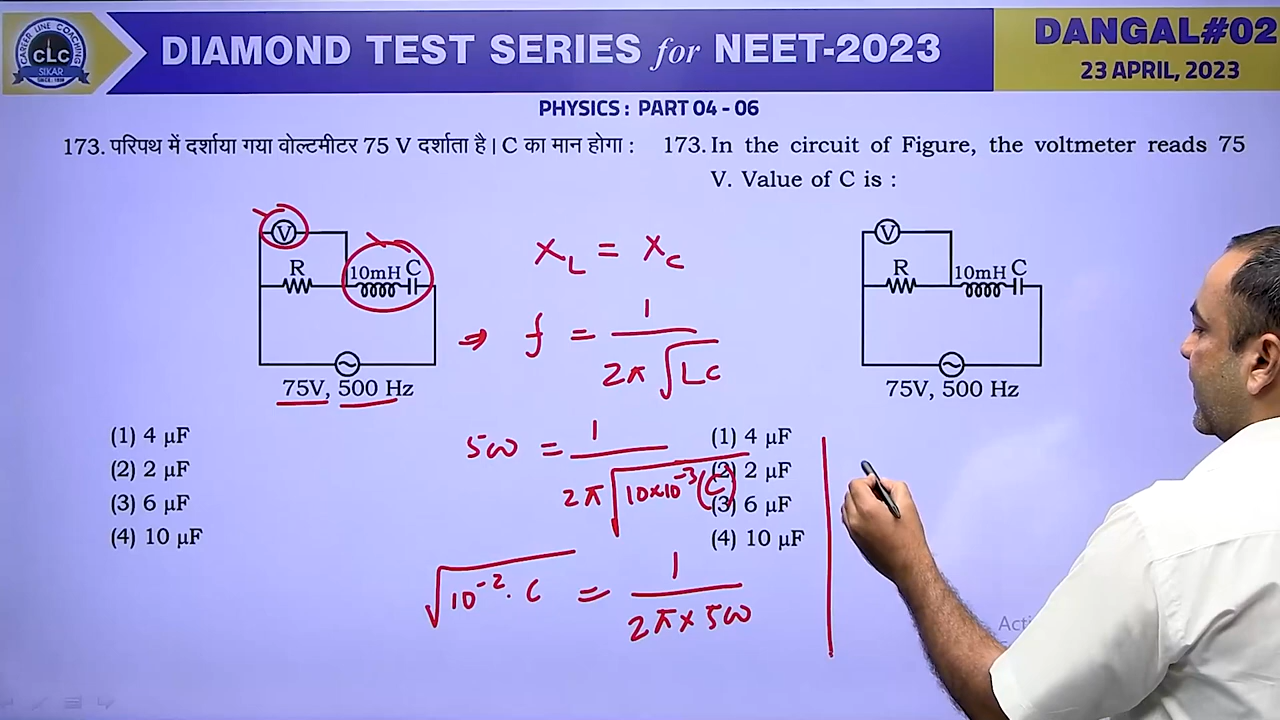 CAREER LINE COACHING
CLC
SIKAR
SINCE : 1996
DIAMOND TEST SERIES for NEET-2023
DANGAL#02
23 APRIL, 2023
PHYSICS : PART 04 - 06
173. परिपथ में दर्शाया गया वोल्टमीटर 75 V दर्शाता है। C का मान होगा :
V
R
10mH C
75V, 500 Hz
(1) 4 μF
(2) 2 μF
(3) 6 μF
(4) 10 μF
173. In the circuit of Figure, the voltmeter reads 75
V. Value of C is :
V
R
10mH C
75V, 500 Hz
(1) 4 μF
(2) 2 μF
(3) 6 μF
(4) 10 μF
X_L = X_C
⇒ f = 1 / 2π √LC
500 = 1 / 2π √10×10⁻³(C)
√10⁻². C = 1 / 2π × 500
Acti